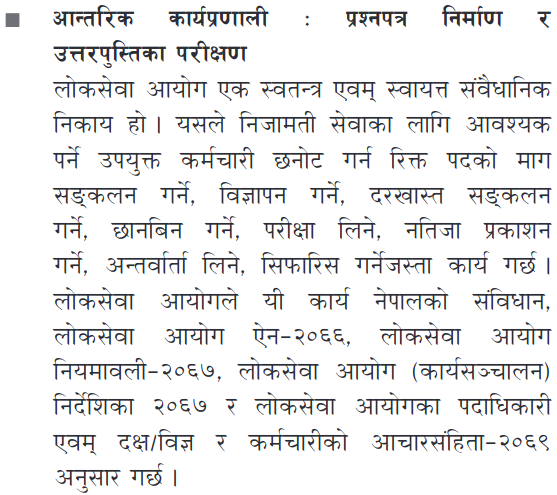 ■ आन्तरिक कार्यप्रणाली : प्रश्नपत्र निर्माण र
उत्तरपुस्तिका परीक्षण
लोकसेवा आयोग एक स्वतन्त्र एवम् स्वायत्त संवैधानिक
निकाय हो । यसले निजामती सेवाका लागि आवश्यक
पर्ने उपयुक्त कर्मचारी छनोट गर्न रिक्त पदको माग
सङ्कलन गर्ने, विज्ञापन गर्ने, दरखास्त सङ्कलन
गर्ने, छानबिन गर्ने, परीक्षा लिने, नतिजा प्रकाशन
गर्ने, अन्तर्वार्ता लिने, सिफारिस गर्नेजस्ता कार्य गर्छ ।
लोकसेवा आयोगले यी कार्य नेपालको संविधान,
लोकसेवा आयोग ऐन–२०६६, लोकसेवा आयोग
नियमावली–२०६७, लोकसेवा आयोग (कार्यसञ्चालन)
निर्देशिका २०६७ र लोकसेवा आयोगका पदाधिकारी
एवम् दक्ष/विज्ञ र कर्मचारीको आचारसंहिता–२०६९
अनुसार गर्छ ।